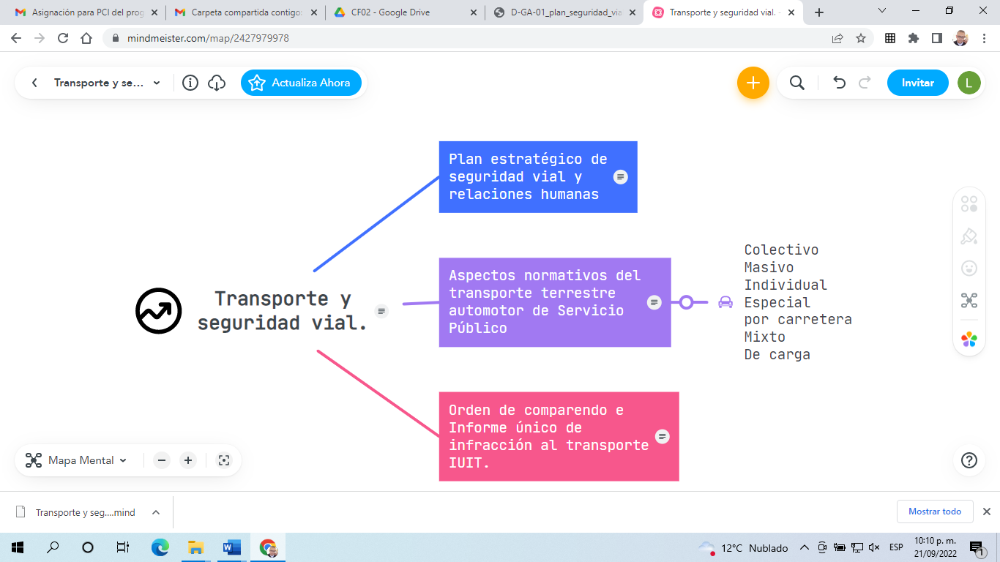 Asignación para PCI del prog
Carpeta compartida contigo:
CF02 - Google Drive
D-GA-01_plan_seguridad_via
Transporte y seguridad vial. -
mindmeister.com/map/2427979978
Transporte y se...
Actualiza Ahora
Invitar
L
Plan estratégico de
seguridad vial y
relaciones humanas
Aspectos normativos del
transporte terrestre
automotor de Servicio
Público
Colectivo
Masivo
Individual
Especial
por carretera
Mixto
De carga
Transporte y
seguridad vial.
Orden de comparendo e
Informe único de
infracción al transporte
IUIT.
Mapa Mental
Transporte y seg....mind
Mostrar todo
12°C Nublado
ESP
10:10 p. m.
21/09/2022
1